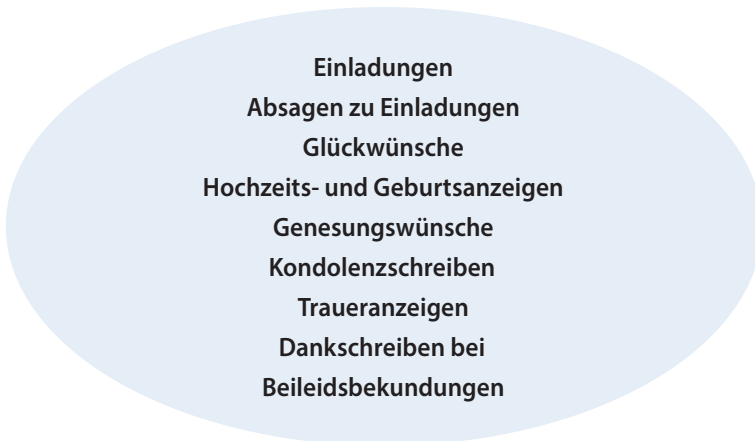 Einladungen
Absagen zu Einladungen
Glückwünsche
Hochzeits- und Geburtsanzeigen
Genesungswünsche
Kondolenzschreiben
Traueranzeigen
Dankschreiben bei
Beileidsbekundungen